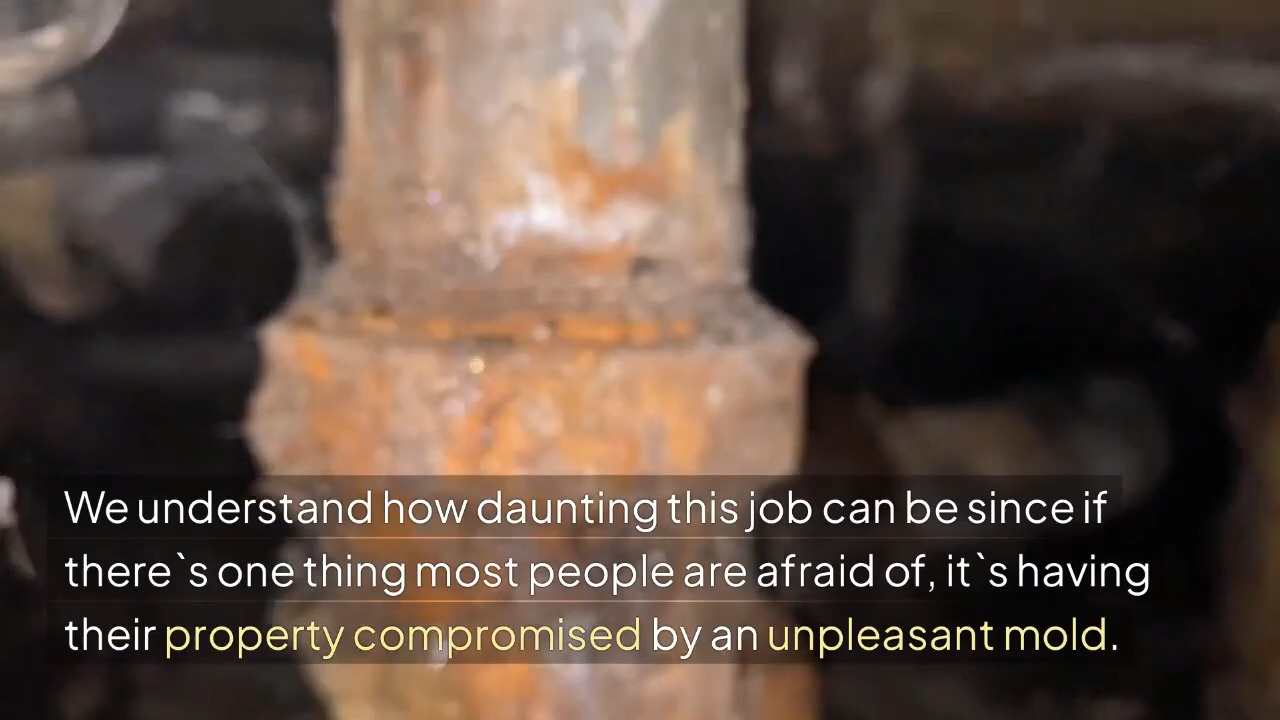 We understand how daunting this job can be since if
there`s one thing most people are afraid of, it`s having
their property compromised by an unpleasant mold.